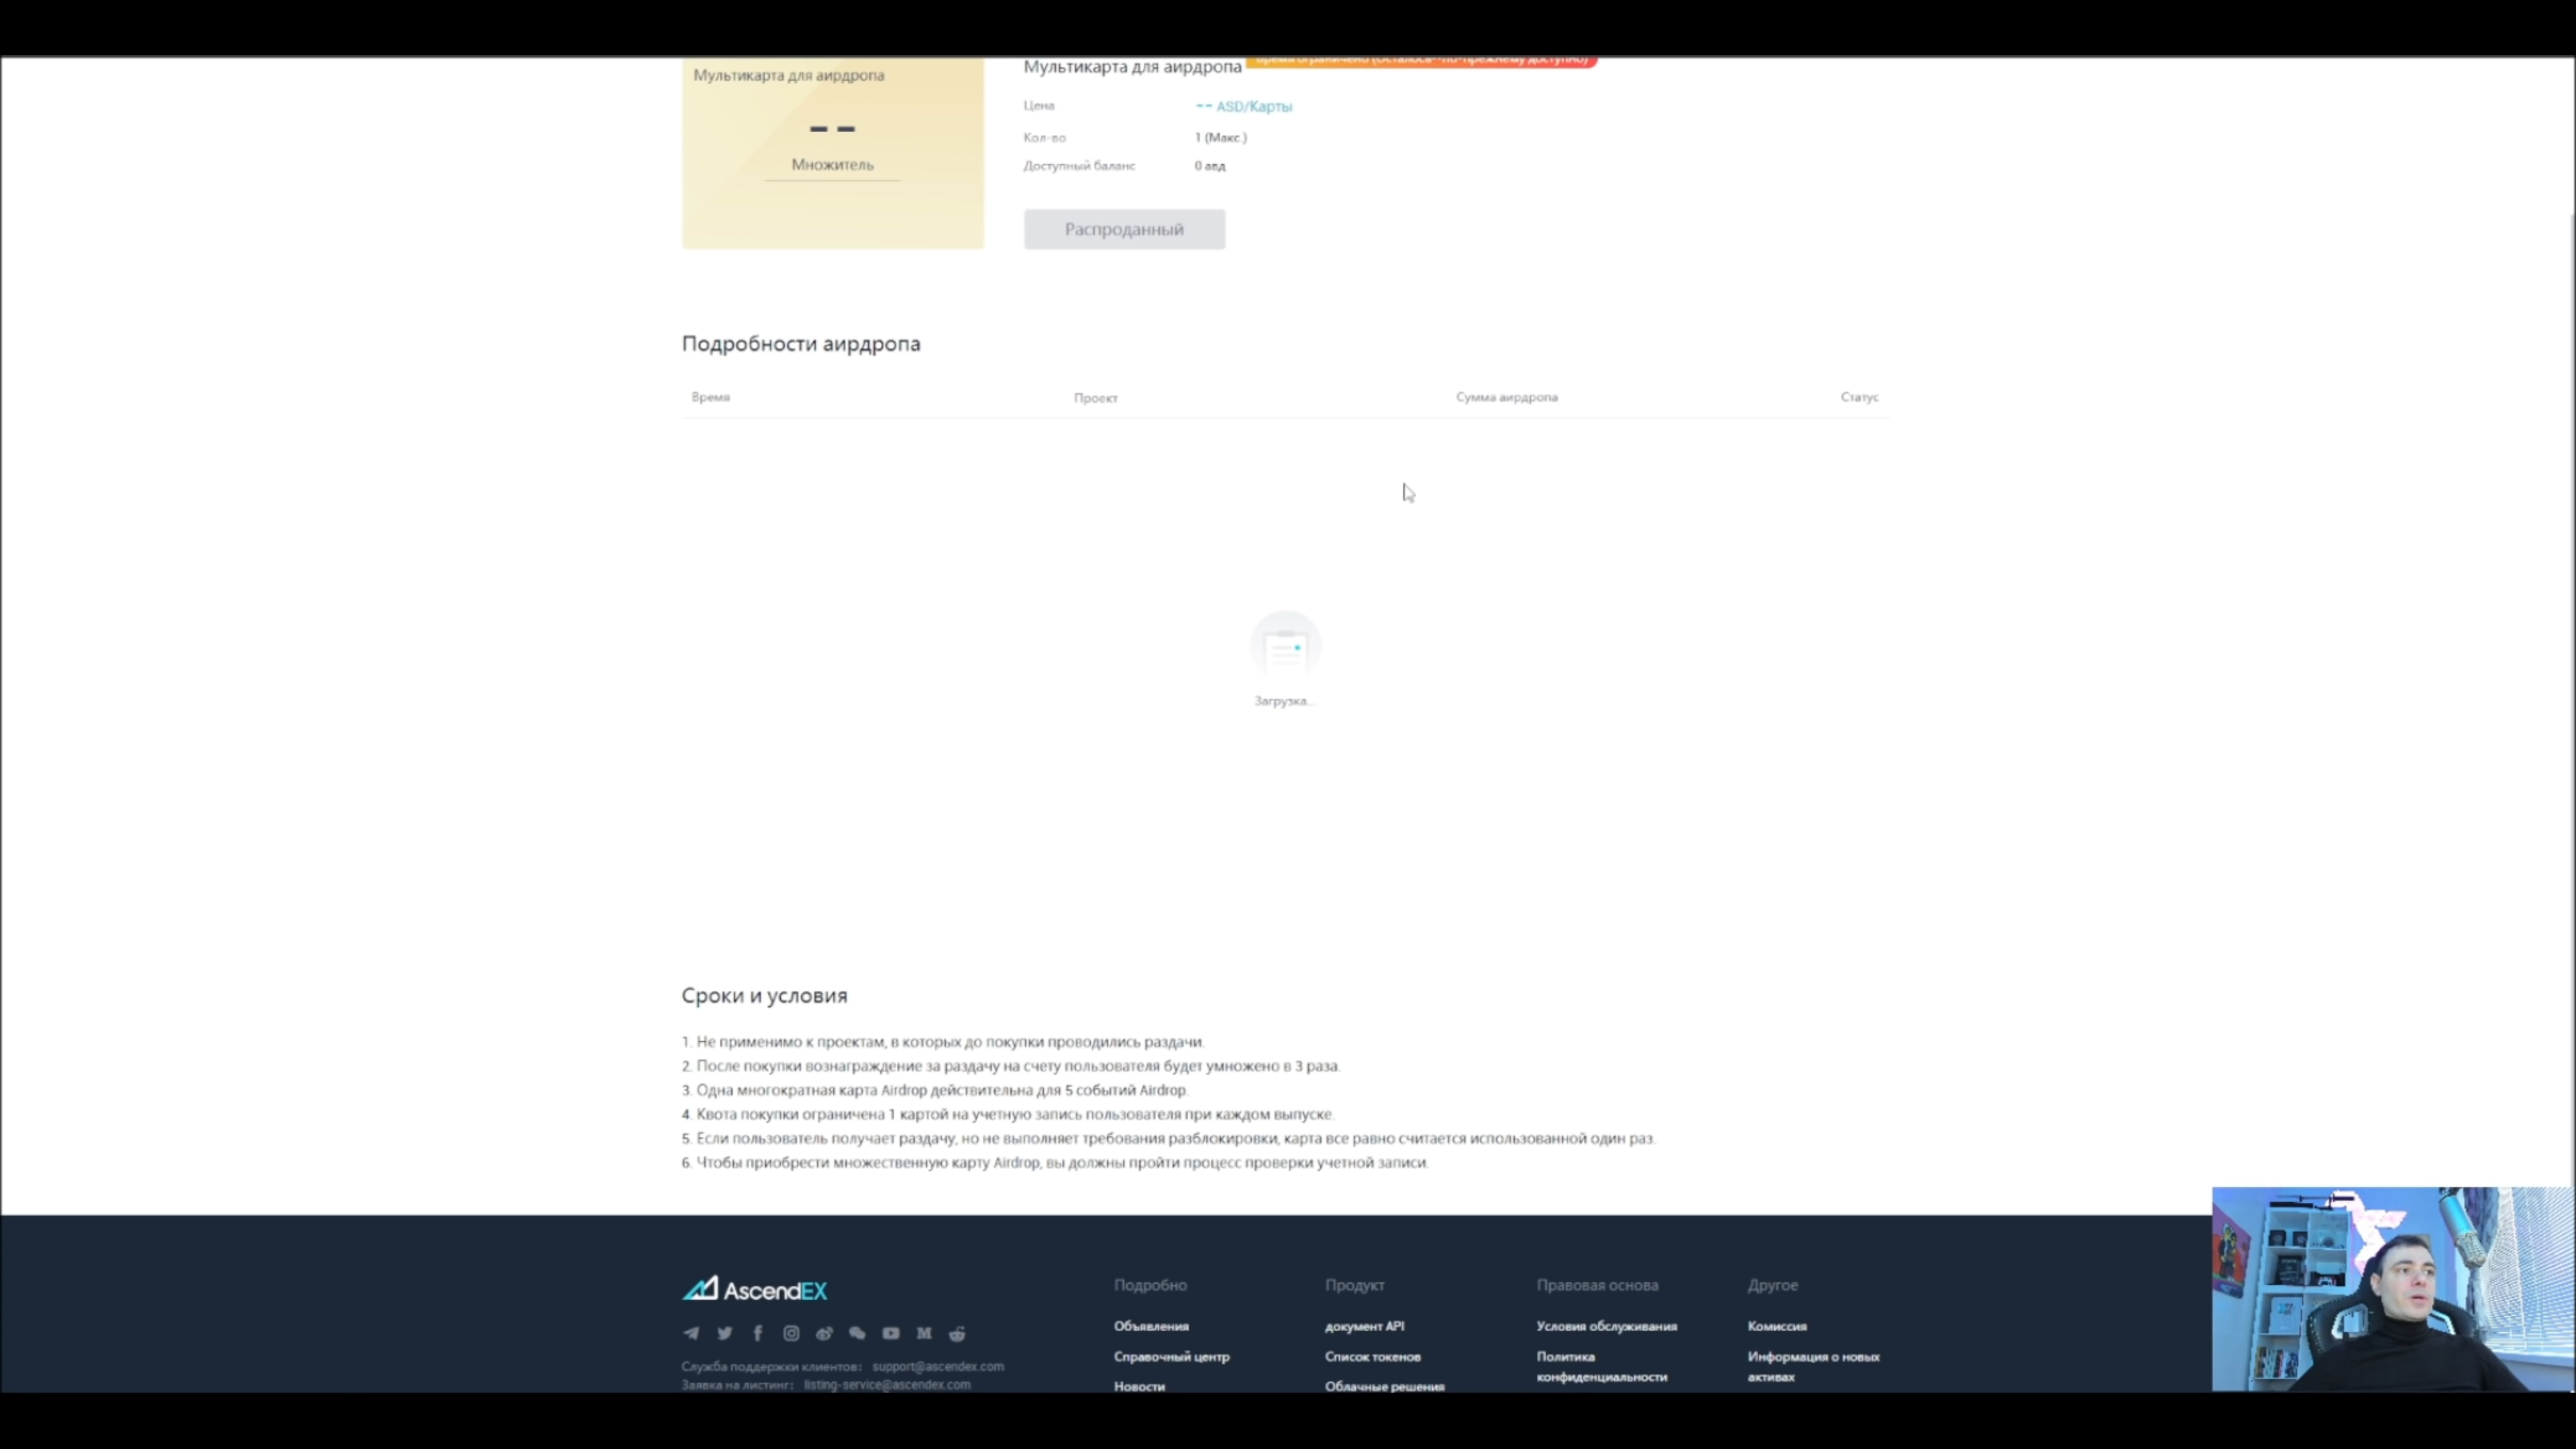 Мультикарта для аирдропа
--
Множитель
Мультикарта для аирдропа
Время ограничено (Осталось--по-прежнему доступно)
Цена -- ASD/Карты
Кол-во 1 (Макс.)
Доступный баланс 0 авд
Распроданный
Подробности аирдропа
Время Проект Сумма аирдропа Статус
Загрузка...
Сроки и условия
1. Не применимо к проектам, в которых до покупки проводились раздачи.
2. После покупки вознаграждение за раздачу на счету пользователя будет умножено в 3 раза.
3. Одна многократная карта Airdrop действительна для 5 событий Airdrop.
4. Квота покупки ограничена 1 картой на учетную запись пользователя при каждом выпуске.
5. Если пользователь получает раздачу, но не выполняет требования разблокировки, карта все равно считается использованной один раз.
6. Чтобы приобрести множественную карту Airdrop, вы должны пройти процесс проверки учетной записи.
AscendEX
Служба поддержки клиентов: support@ascendex.com
Заявка на листинг: listing-service@ascendex.com
Подробно
Объявления
Справочный центр
Новости
Продукт
документ API
Список токенов
Облачные решения
Правовая основа
Условия обслуживания
Политика
конфиденциальности
Другое
Комиссия
Информация о новых
активах